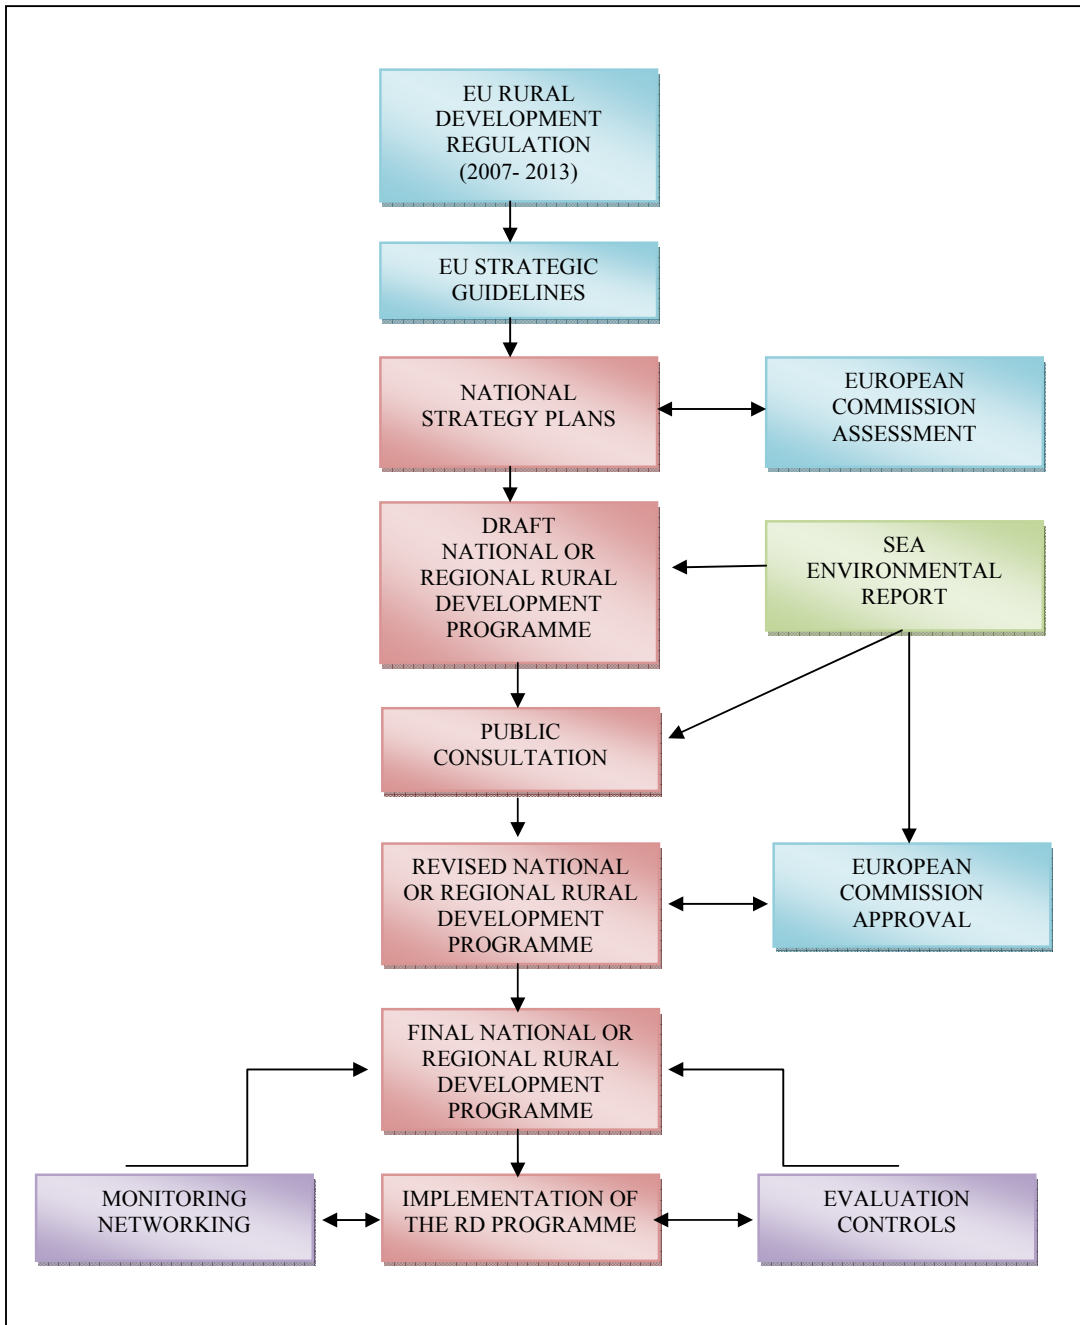 EU RURAL
DEVELOPMENT
REGULATION
(2007- 2013)
EU STRATEGIC
GUIDELINES
NATIONAL
STRATEGY PLANS
EUROPEAN
COMMISSION
ASSESSMENT
DRAFT
NATIONAL OR
REGIONAL RURAL
DEVELOPMENT
PROGRAMME
SEA
ENVIRONMENTAL
REPORT
PUBLIC
CONSULTATION
REVISED NATIONAL
OR REGIONAL RURAL
DEVELOPMENT
PROGRAMME
EUROPEAN
COMMISSION
APPROVAL
FINAL NATIONAL OR
REGIONAL RURAL
DEVELOPMENT
PROGRAMME
MONITORING
NETWORKING
IMPLEMENTATION OF
THE RD PROGRAMME
EVALUATION
CONTROLS